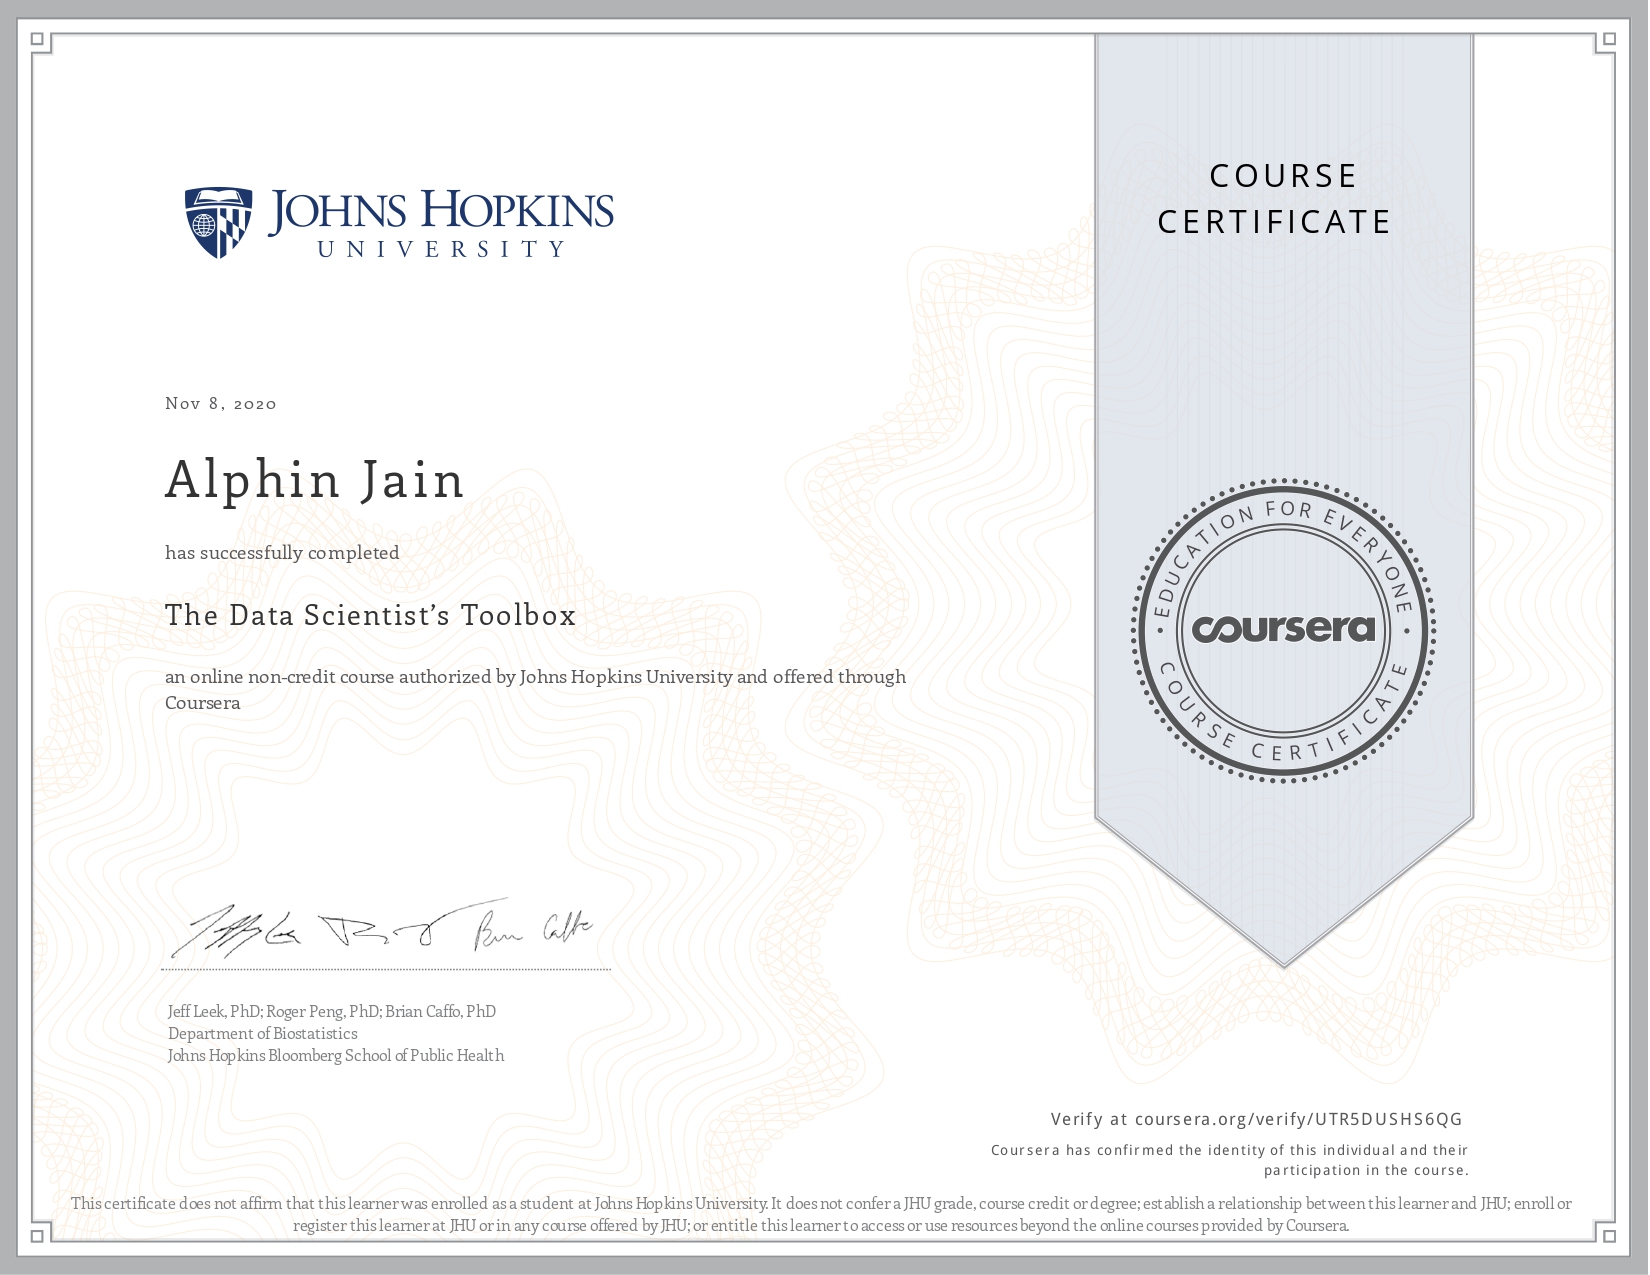 COURSE
CERTIFICATE
JOHNS HOPKINS
UNIVERSITY
Nov 8, 2020
Alphin Jain
has successfully completed
The Data Scientist’s Toolbox
an online non-credit course authorized by Johns Hopkins University and offered through
Coursera
EDUCATION FOR EVERYONE
coursera
COURSE CERTIFICATE
Jeff Leek, PhD; Roger Peng, PhD; Brian Caffo, PhD
Department of Biostatistics
Johns Hopkins Bloomberg School of Public Health
Verify at coursera.org/verify/UTR5DUSHS6QG
Coursera has confirmed the identity of this individual and their
participation in the course.
This certificate does not affirm that this learner was enrolled as a student at Johns Hopkins University. It does not confer a JHU grade, course credit or degree; establish a relationship between this learner and JHU; enroll or
register this learner at JHU or in any course offered by JHU; or entitle this learner to access or use resources beyond the online courses provided by Coursera.